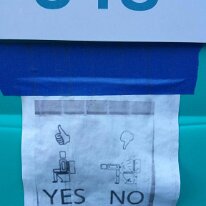 YES NO